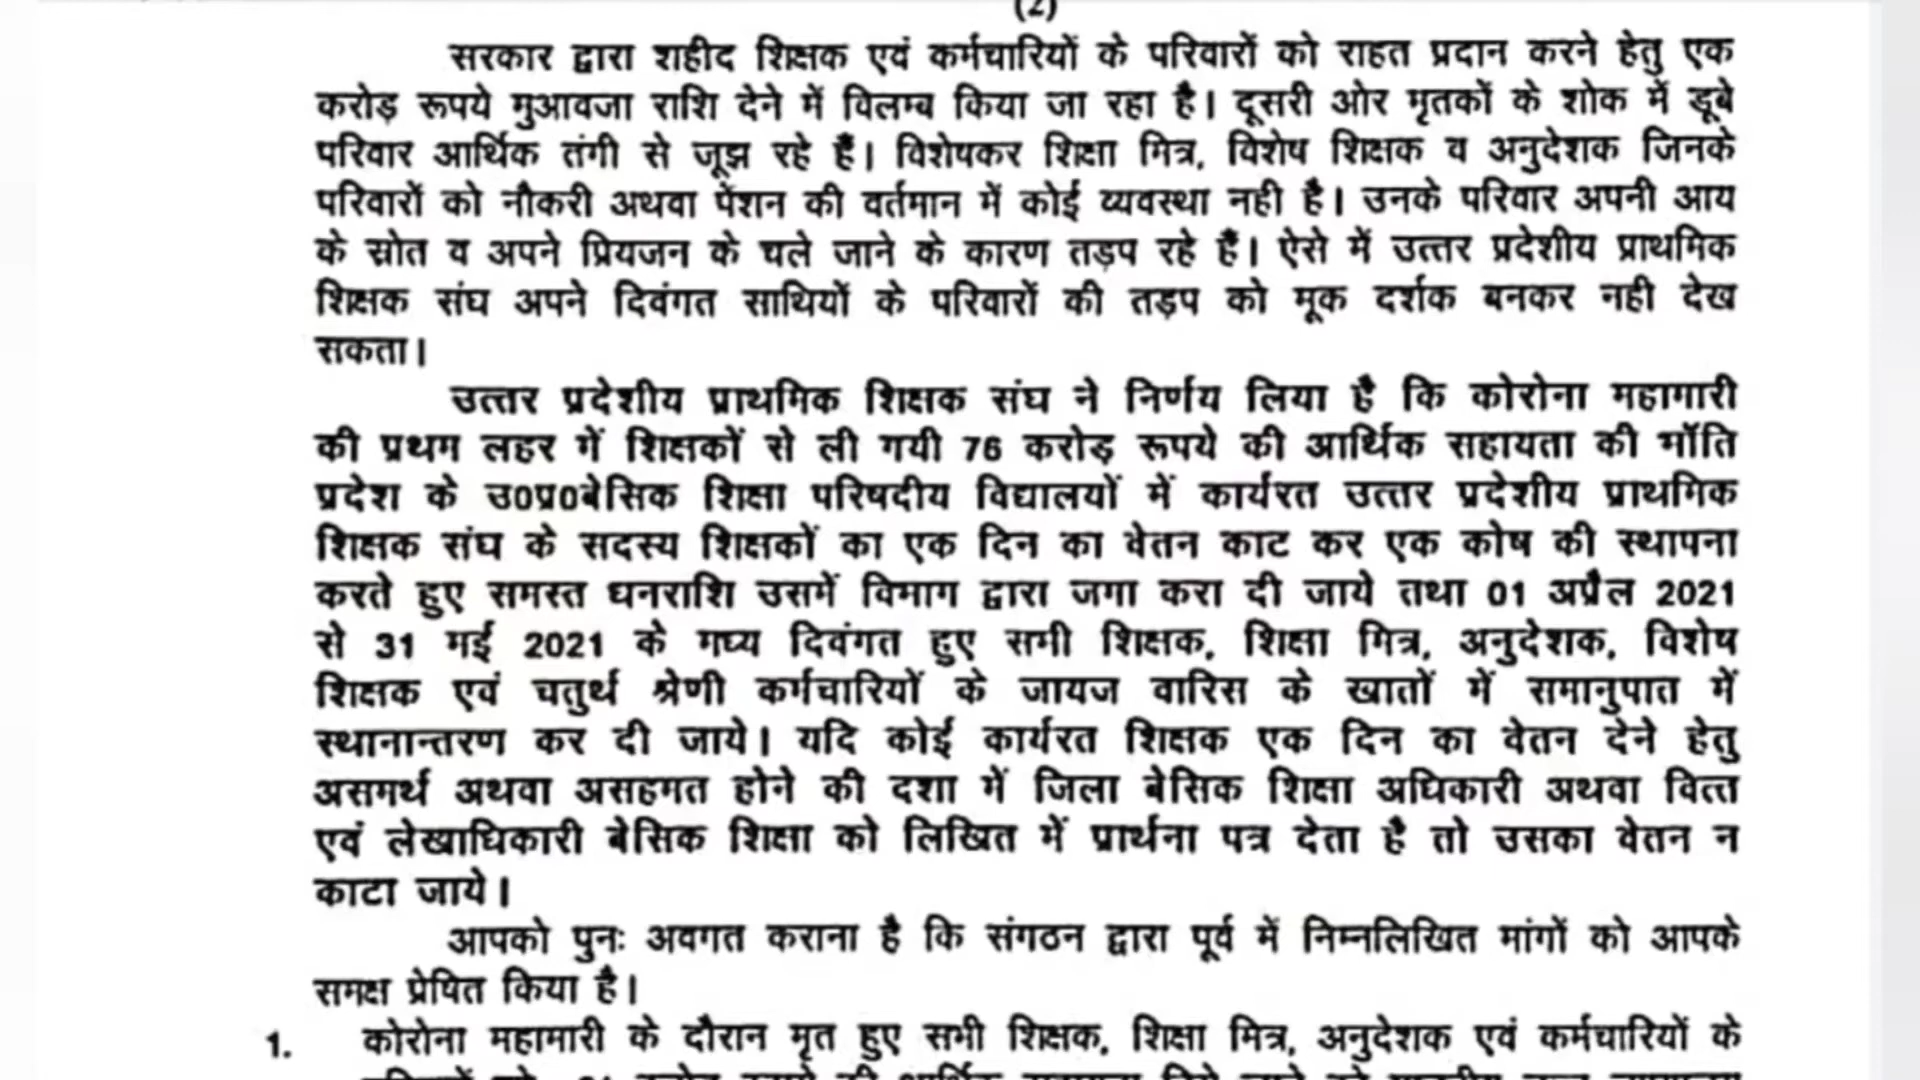 (2)
सरकार द्वारा शहीद शिक्षक एवं कर्मचारियों के परिवारों को राहत प्रदान करने हेतु एक
करोड़ रूपये मुआवजा राशि देने में विलम्ब किया जा रहा है। दूसरी ओर मृतकों के शोक में डूबे
परिवार आर्थिक तंगी से जूझ रहे हैं। विशेषकर शिक्षा मित्र, विशेष शिक्षक व अनुदेशक जिनके
परिवारों को नौकरी अथवा पेंशन की वर्तमान में कोई व्यवस्था नही है। उनके परिवार अपनी आय
के स्रोत व अपने प्रियजन के चले जाने के कारण तड़प रहे हैं। ऐसे में उत्तर प्रदेशीय प्राथमिक
शिक्षक संघ अपने दिवंगत साथियों के परिवारों की तड़प को मूक दर्शक बनकर नही देख
सकता।
उत्तर प्रदेशीय प्राथमिक शिक्षक संघ ने निर्णय लिया है कि कोरोना महामारी
की प्रथम लहर में शिक्षकों से ली गयी 76 करोड़ रूपये की आर्थिक सहायता की भॉति
प्रदेश के उ0प्र0बेसिक शिक्षा परिषदीय विद्यालयों में कार्यरत उत्तर प्रदेशीय प्राथमिक
शिक्षक संघ के सदस्य शिक्षकों का एक दिन का वेतन काट कर एक कोष की स्थापना
करते हुए समस्त धनराशि उसमें विभाग द्वारा जमा करा दी जाये तथा 01 अप्रैल 2021
से 31 मई 2021 के मध्य दिवंगत हुए सभी शिक्षक, शिक्षा मित्र, अनुदेशक, विशेष
शिक्षक एवं चतुर्थ श्रेणी कर्मचारियों के जायज वारिस के खातों में समानुपात में
स्थानान्तरण कर दी जाये। यदि कोई कार्यरत शिक्षक एक दिन का वेतन देने हेतु
असमर्थ अथवा असहमत होने की दशा में जिला बेसिक शिक्षा अधिकारी अथवा वित्त
एवं लेखाधिकारी बेसिक शिक्षा को लिखित में प्रार्थना पत्र देता है तो उसका वेतन न
काटा जाये।
आपको पुनः अवगत कराना है कि संगठन द्वारा पूर्व में निम्नलिखित मांगों को आपके
समक्ष प्रेषित किया है।
1. कोरोना महामारी के दौरान मृत हुए सभी शिक्षक, शिक्षा मित्र, अनुदेशक एवं कर्मचारियों के